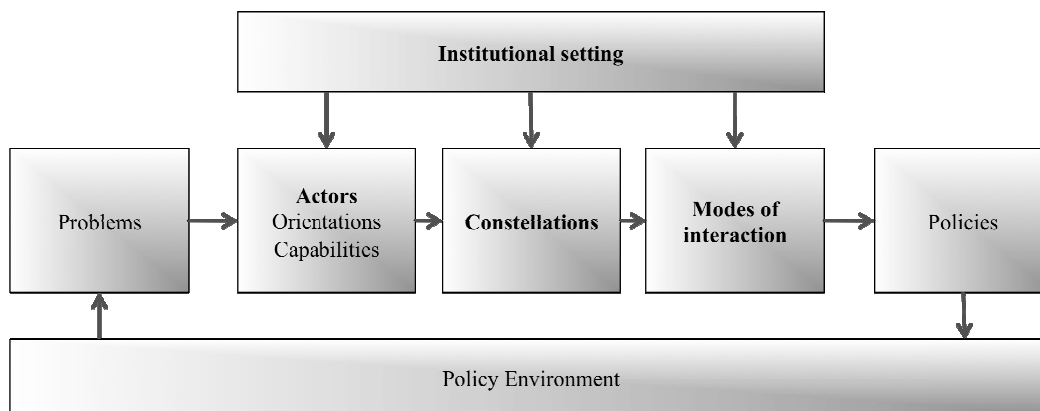 Institutional setting
Problems
Actors
Orientations
Capabilities
Constellations
Modes of
interaction
Policies
Policy Environment